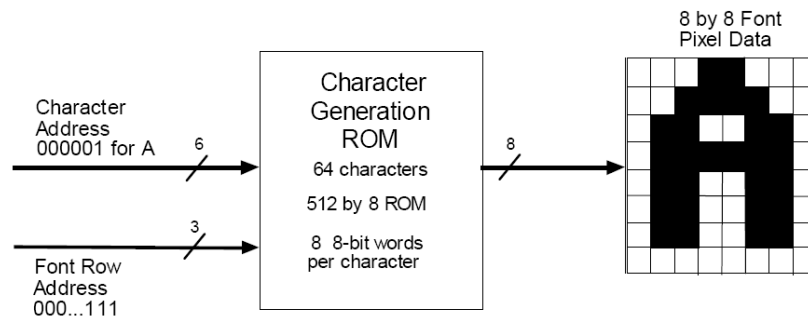 Character
Address
000001 for A
6
Font Row
Address
000...111
3
Character
Generation
ROM
64 characters
512 by 8 ROM
8  8-bit words
per character
8
8 by 8 Font
Pixel Data